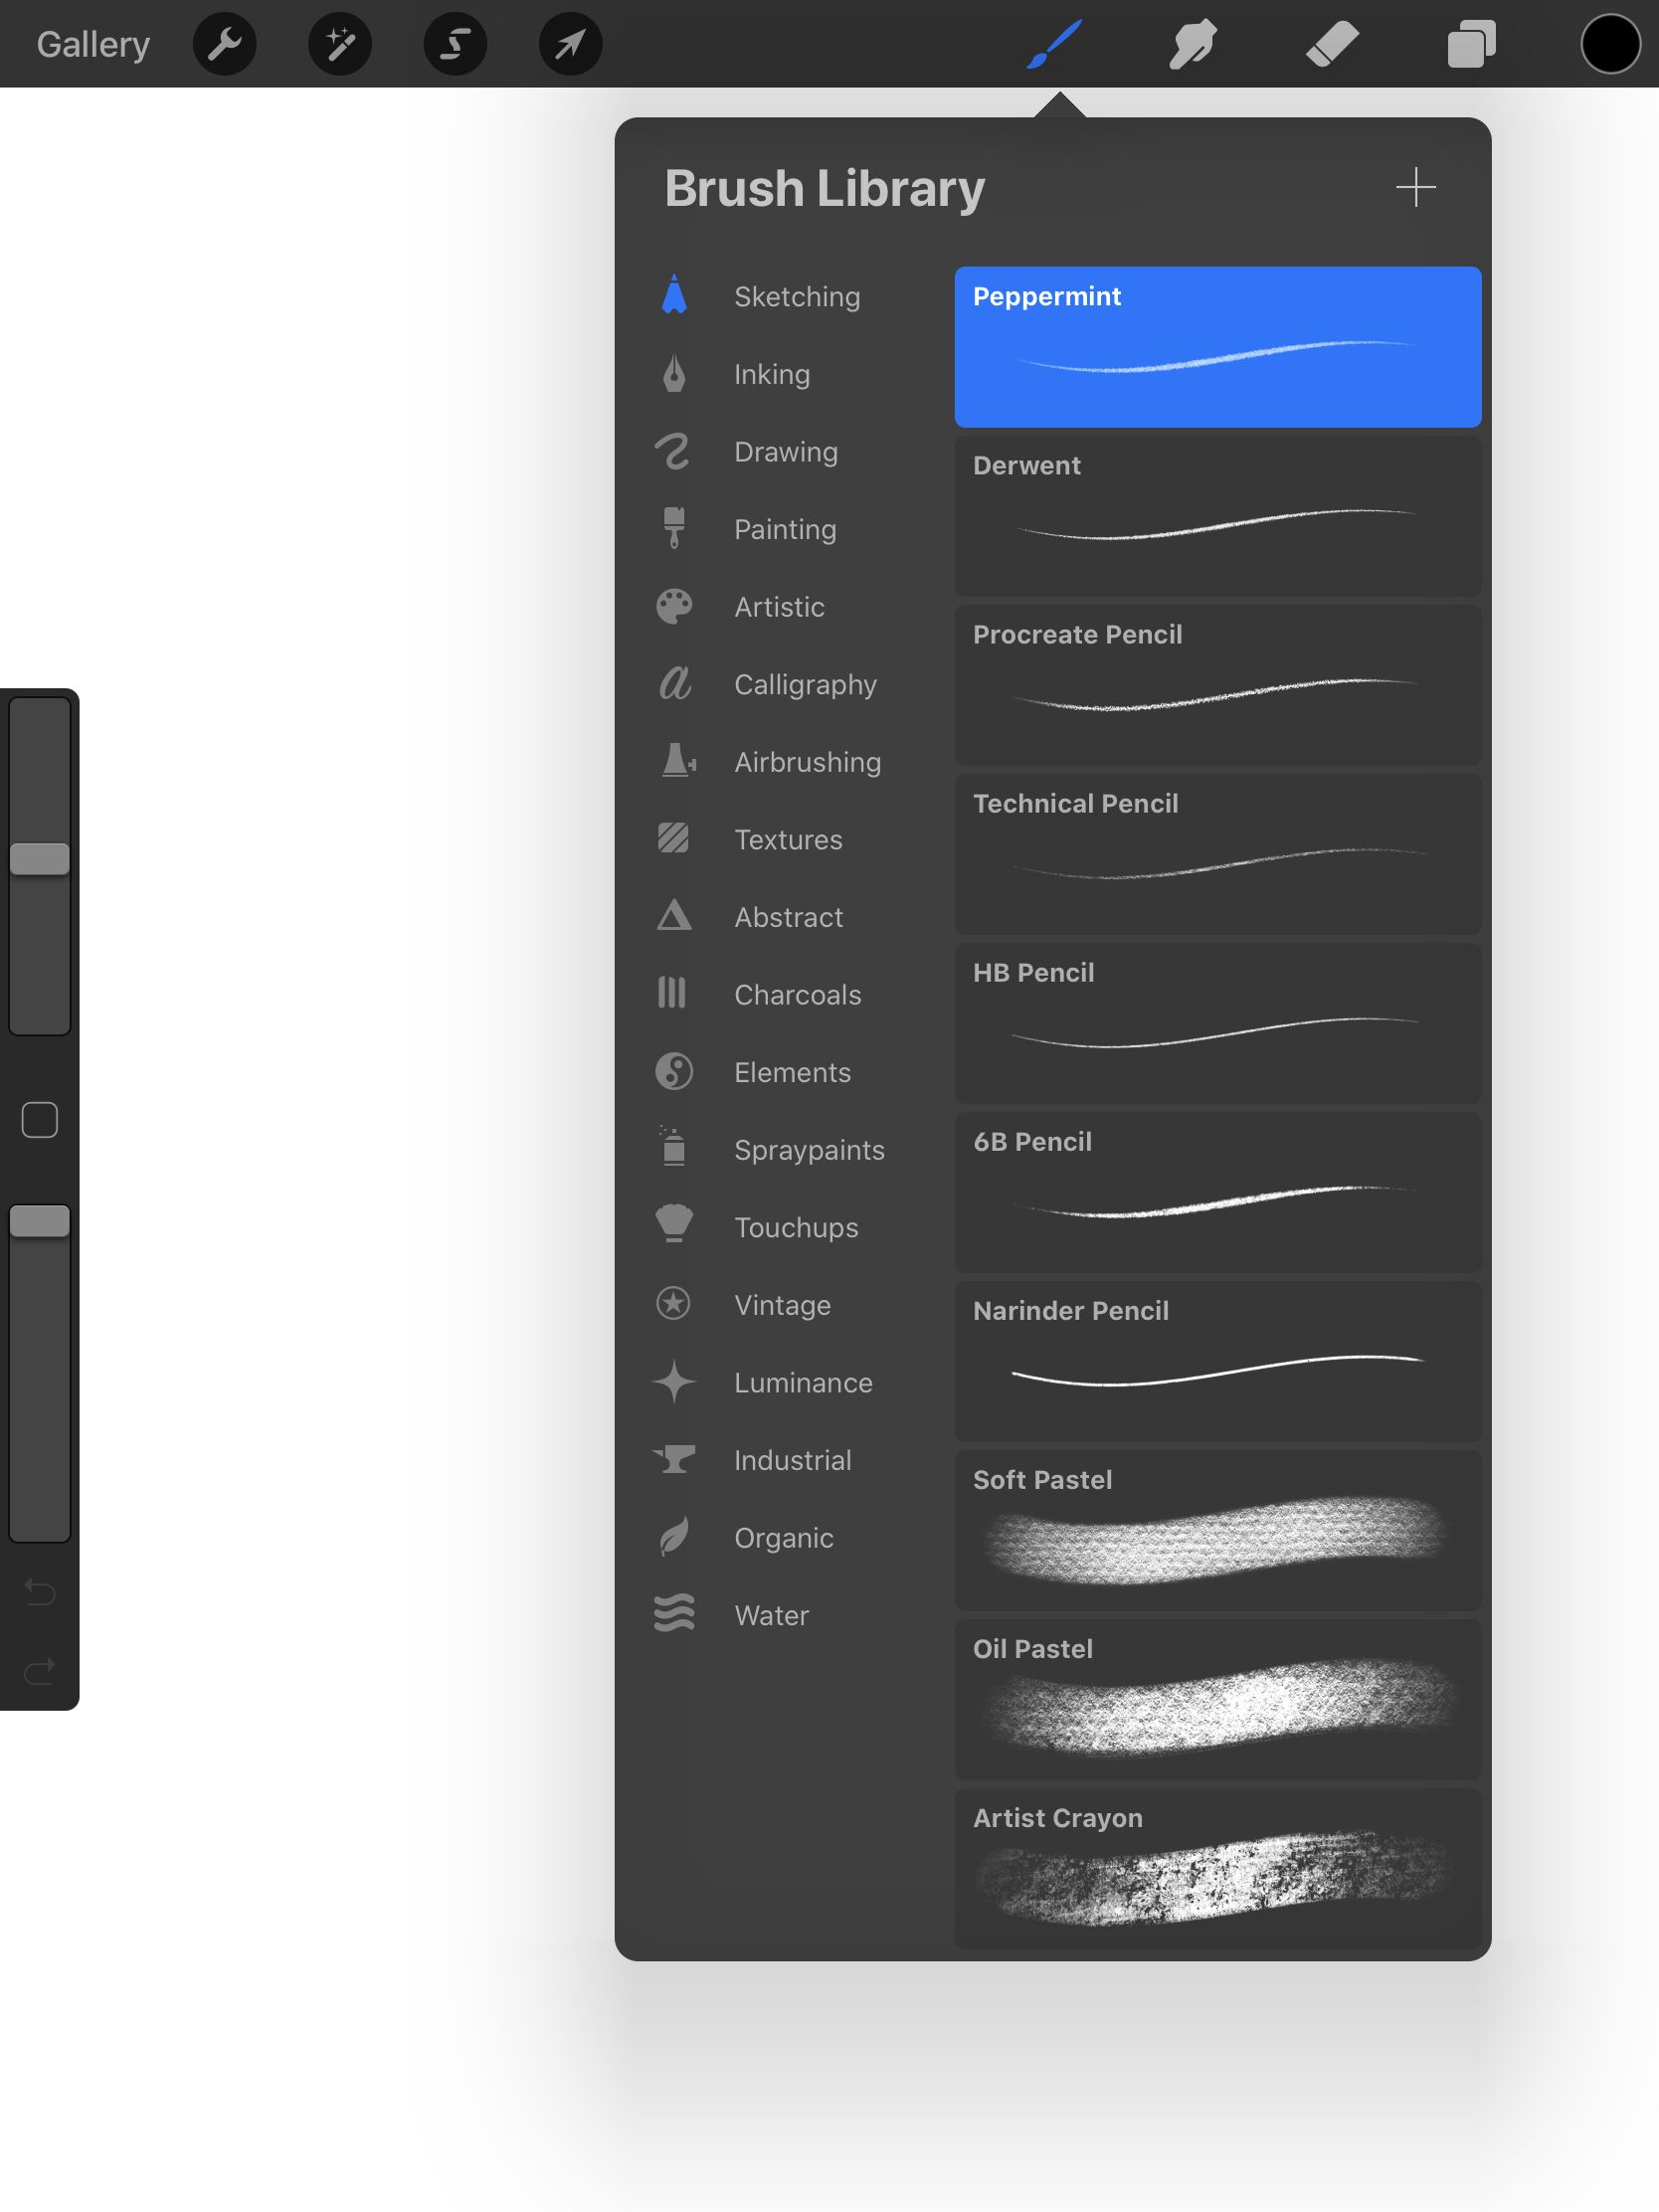 Gallery
Brush Library
Sketching
Inking
Drawing
Painting
Artistic
Calligraphy
Airbrushing
Textures
Abstract
Charcoals
Elements
Spraypaints
Touchups
Vintage
Luminance
Industrial
Organic
Water
Peppermint
Derwent
Procreate Pencil
Technical Pencil
HB Pencil
6B Pencil
Narinder Pencil
Soft Pastel
Oil Pastel
Artist Crayon